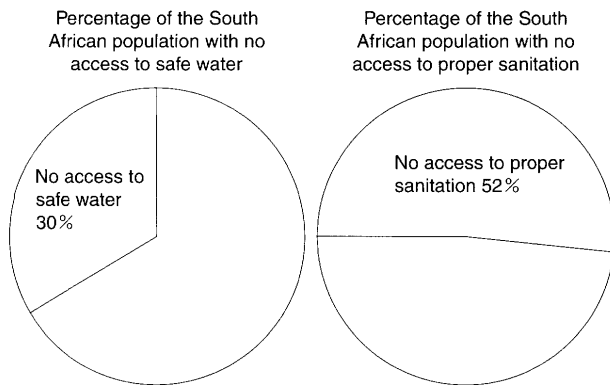 Percentage of the South
African population with no
access to safe water
Percentage of the South
African population with no
access to proper sanitation
No access to
safe water
30%
No access to proper
sanitation 52%